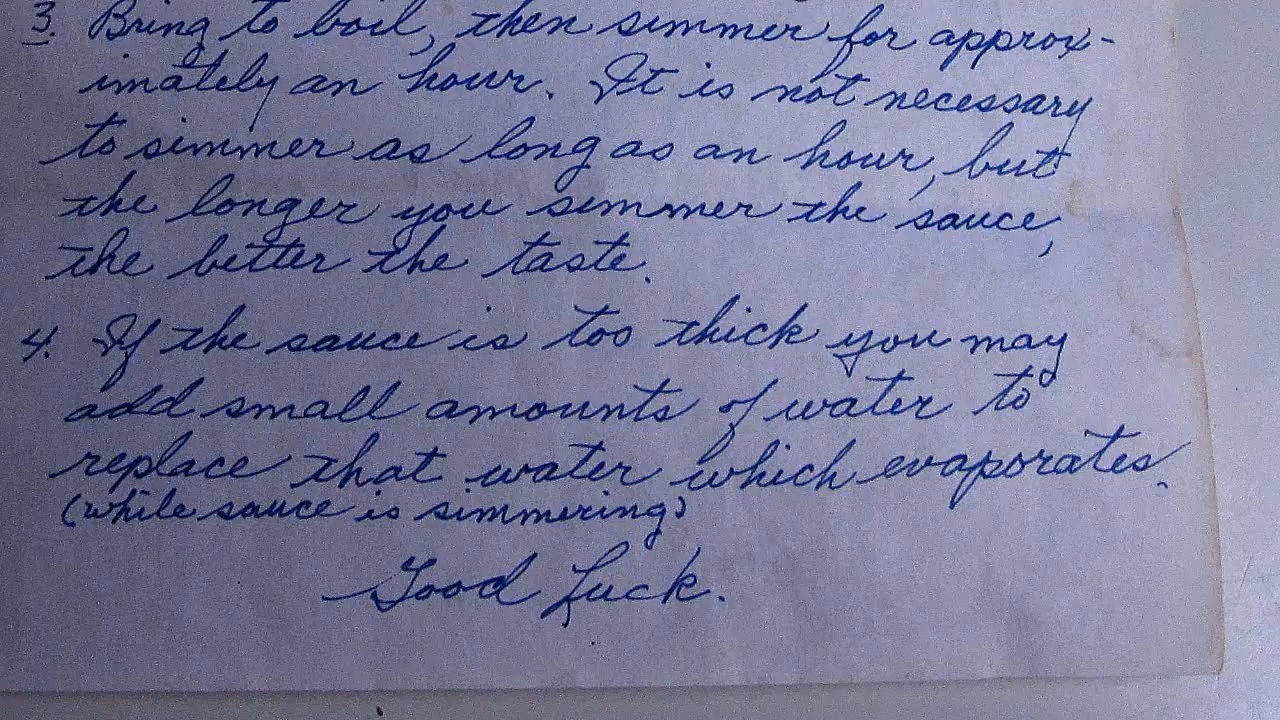 3. Bring to boil, then simmer for approx-
imately an hour. It is not necessary
to simmer as long as an hour, but
the longer you simmer the sauce,
the better the taste.
4. If the sauce is too thick you may
add small amounts of water to
replace that water which evaporates.
(while sauce is simmering)
Good Luck.